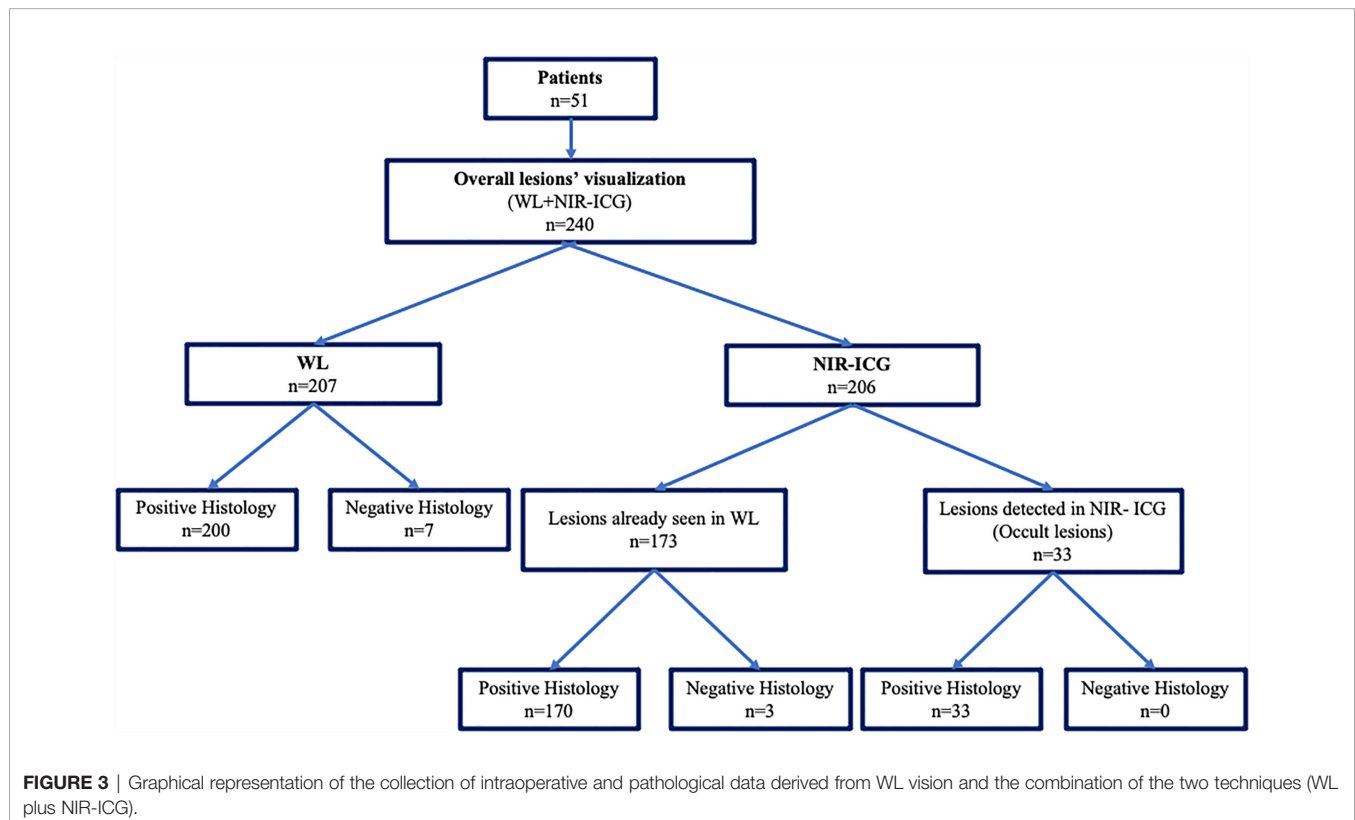 Patients
n=51
Overall lesions' visualization
(WL+NIR-ICG)
n=240
WL
n=207
NIR-ICG
n=206
Positive Histology
n=200
Negative Histology
n=7
Lesions already seen in WL
n=173
Lesions detected in NIR- ICG
(Occult lesions)
n=33
Positive Histology
n=170
Negative Histology
n=3
Positive Histology
n=33
Negative Histology
n=0
FIGURE 3 | Graphical representation of the collection of intraoperative and pathological data derived from WL vision and the combination of the two techniques (WL
plus NIR-ICG).